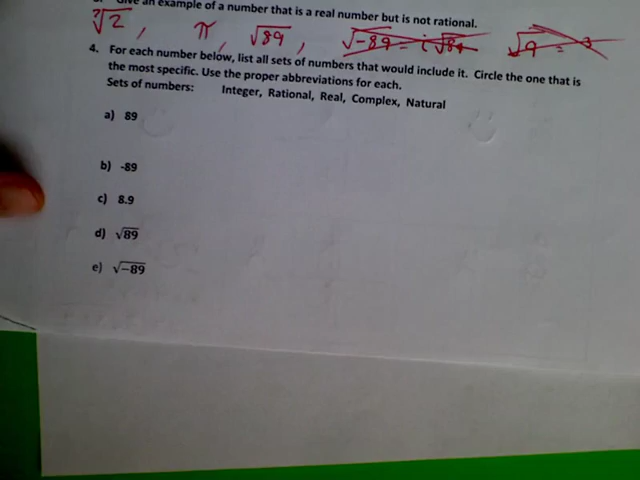 Give an example of a number that is a real number but is not rational.
√2, π, √89, √-89 = i√89 √9 = 3
4. For each number below, list all sets of numbers that would include it. Circle the one that is
the most specific. Use the proper abbreviations for each.
Sets of numbers: Integer, Rational, Real, Complex, Natural
a) 89
b) -89
c) 8.9
d) √89
e) √-89